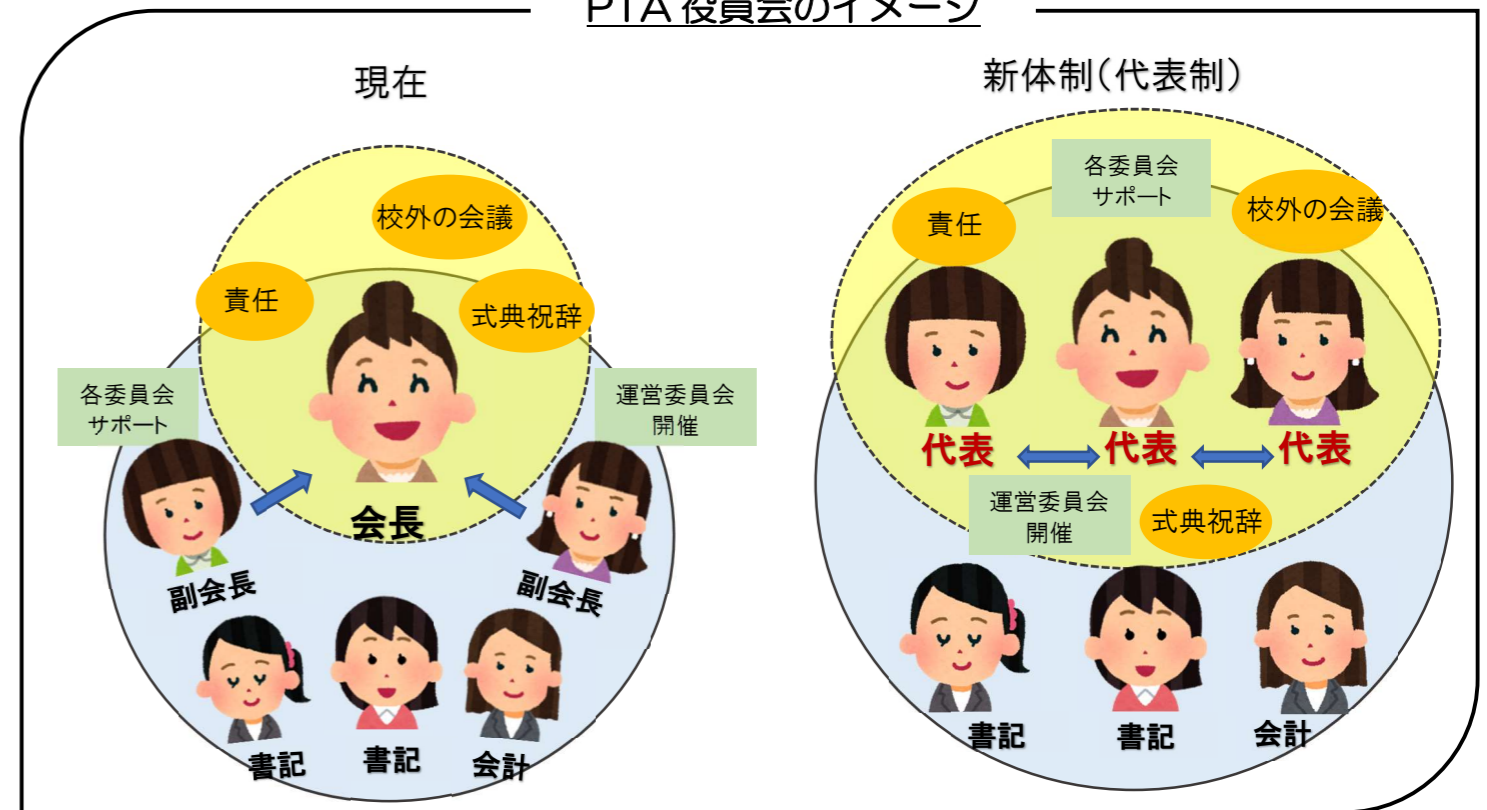 PTA役員会のイメージ
現在
校外の会議
責任
式典祝辞
各委員会
サポート
運営委員会
開催
会長
副会長
副会長
書記
書記
会計
新体制(代表制)
各委員会
サポート
責任
校外の会議
代表
代表
代表
運営委員会
開催
式典祝辞
書記
書記
会計